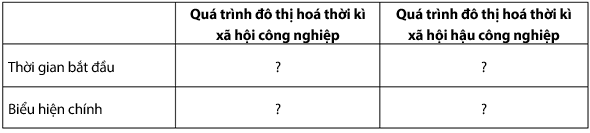 Quá trình đô thị hoá thời kì
xã hội công nghiệp
Quá trình đô thị hoá thời kì
xã hội hậu công nghiệp
Thời gian bắt đầu
?
?
Biểu hiện chính
?
?